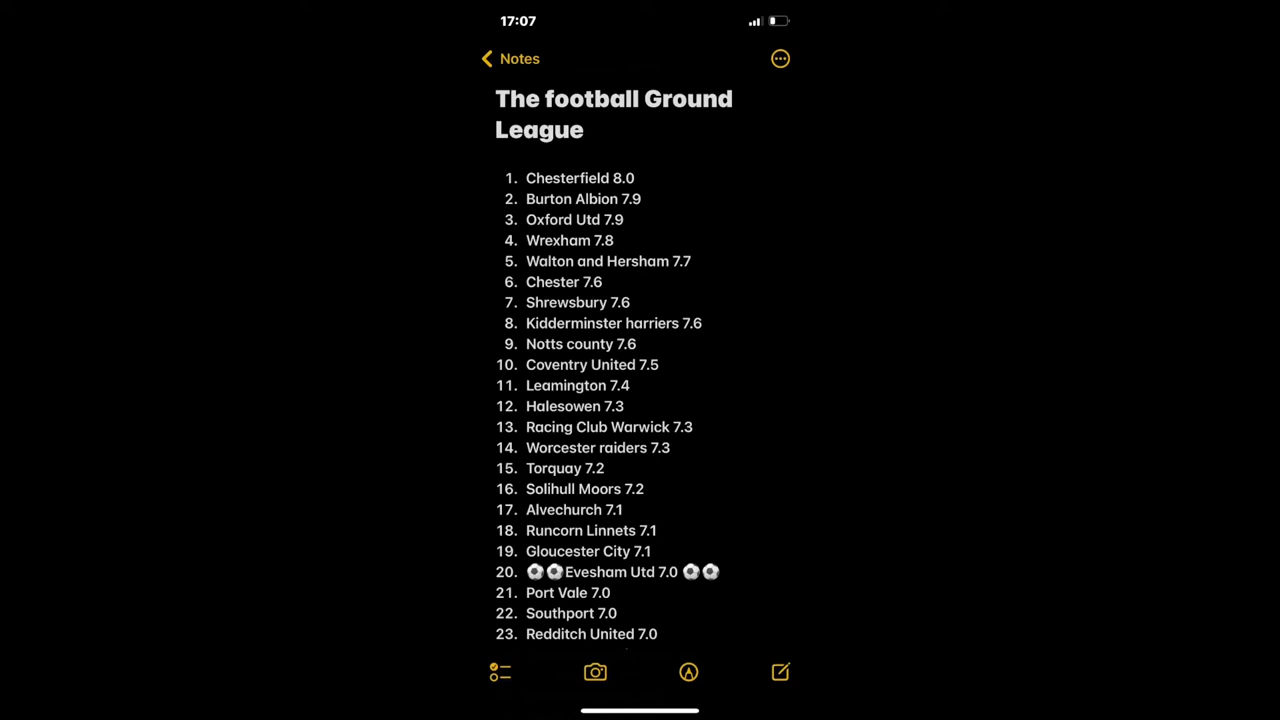 17:07
Notes
The football Ground
League
1. Chesterfield 8.0
2. Burton Albion 7.9
3. Oxford Utd 7.9
4. Wrexham 7.8
5. Walton and Hersham 7.7
6. Chester 7.6
7. Shrewsbury 7.6
8. Kidderminster harriers 7.6
9. Notts county 7.6
10. Coventry United 7.5
11. Leamington 7.4
12. Halesowen 7.3
13. Racing Club Warwick 7.3
14. Worcester raiders 7.3
15. Torquay 7.2
16. Solihull Moors 7.2
17. Alvechurch 7.1
18. Runcorn Linnets 7.1
19. Gloucester City 7.1
20. ⚽⚽Evesham Utd 7.0 ⚽⚽
21. Port Vale 7.0
22. Southport 7.0
23. Redditch United 7.0